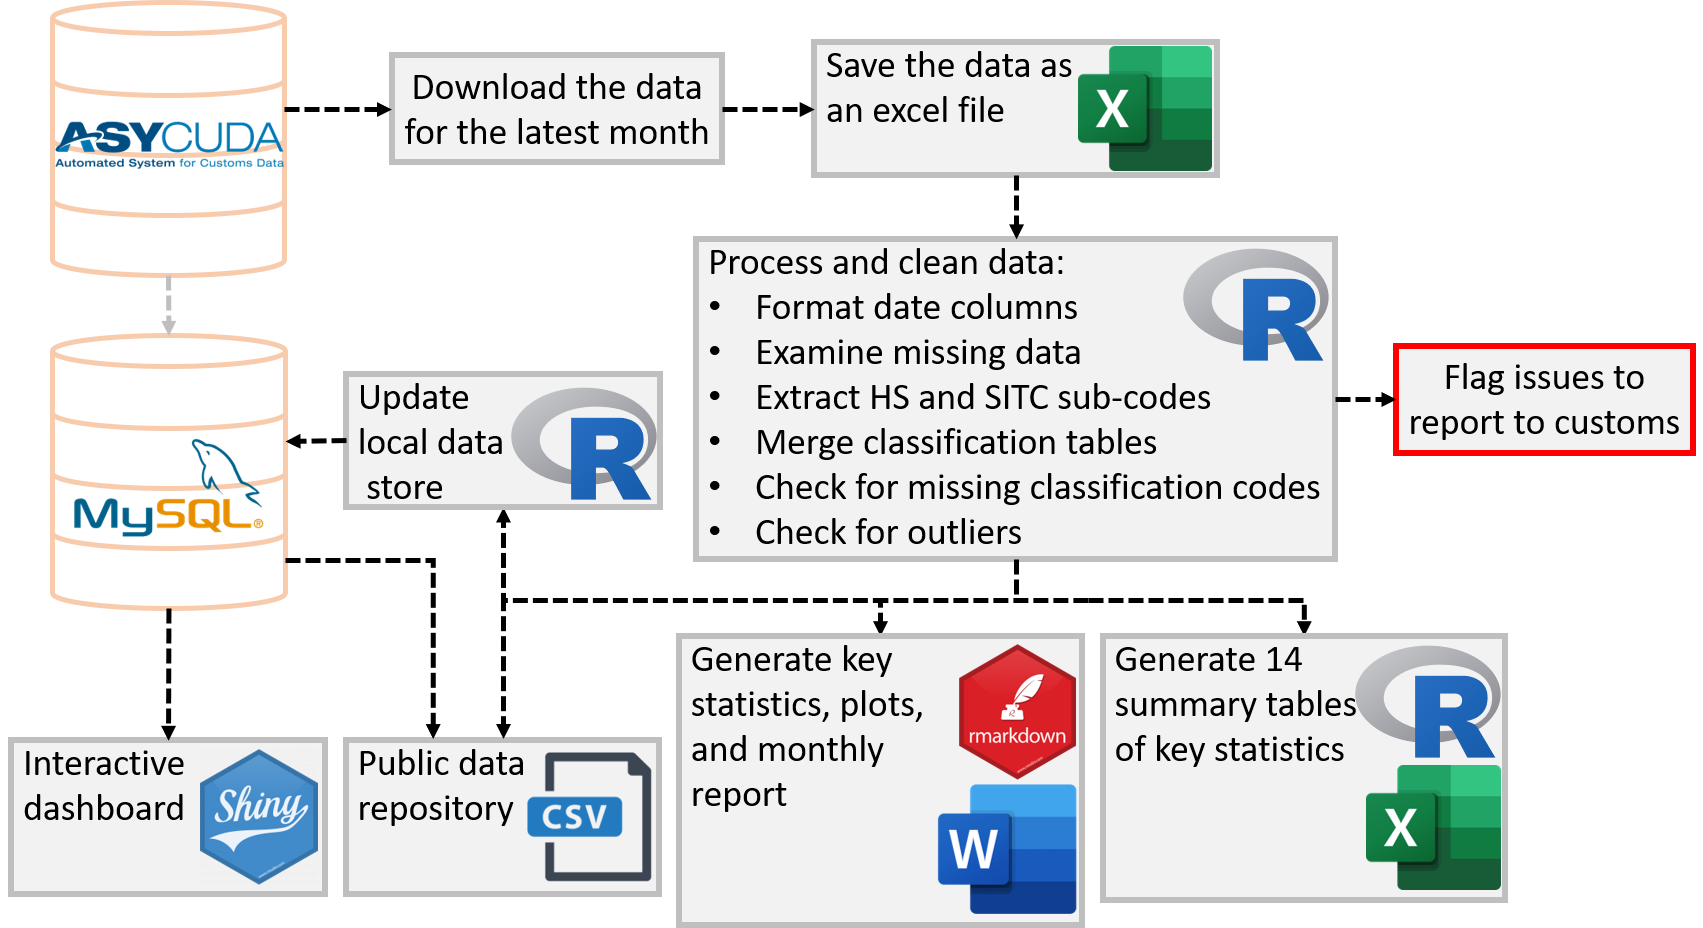 ASYCUDA
Automated System for Customs Data
Download the data
for the latest month
Save the data as
an excel file
X
Process and clean data:
• Format date columns
• Examine missing data
• Extract HS and SITC sub-codes
• Merge classification tables
• Check for missing classification codes
• Check for outliers
R
Flag issues to
report to customs
Update
local data
store
R
MySQL®
Interactive
dashboard
Shiny
Public data
repository
CSV
Generate key
statistics, plots,
and monthly
report
rmarkdown
W
Generate 14
summary tables
of key statistics
R
X